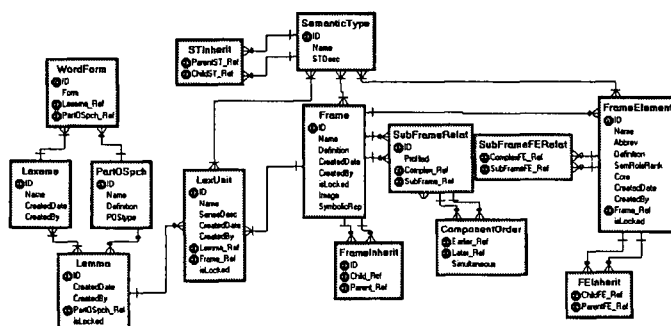 SemanticType
ID
Name
STDesc
STInherit
ParentST_Ref
ChildST_Ref
WordForm
ID
Form
Lexeme_Ref
PartOSpch_Ref
Lexeme
ID
Name
CreatedDate
CreatedBy
PartOSpch
ID
Name
Definition
POStype
Lemma
ID
CreatedDate
CreatedBy
PartOSpch_Ref
isLocked
LexUnit
ID
Name
SenseDesc
CreatedDate
CreatedBy
Lemma_Ref
Frame_Ref
isLocked
Frame
ID
Name
Definition
CreatedDate
CreatedBy
isLocked
Image
SymbolicRep
FrameInherit
ID
Child_Ref
Parent_Ref
SubFrameRelat
ID
Profiled
Complex_Ref
SubFrame_Ref
ComponentOrder
Earlier_Ref
Later_Ref
Simultaneous
SubFrameFERelat
ComplexFE_Ref
SubFrameFE_Ref
FrameElement
ID
Name
Abbrev
Definition
SemRoleRank
Core
CreatedDate
CreatedBy
Frame_Ref
isLocked
FEInherit
ChildFE_Ref
ParentFE_Ref